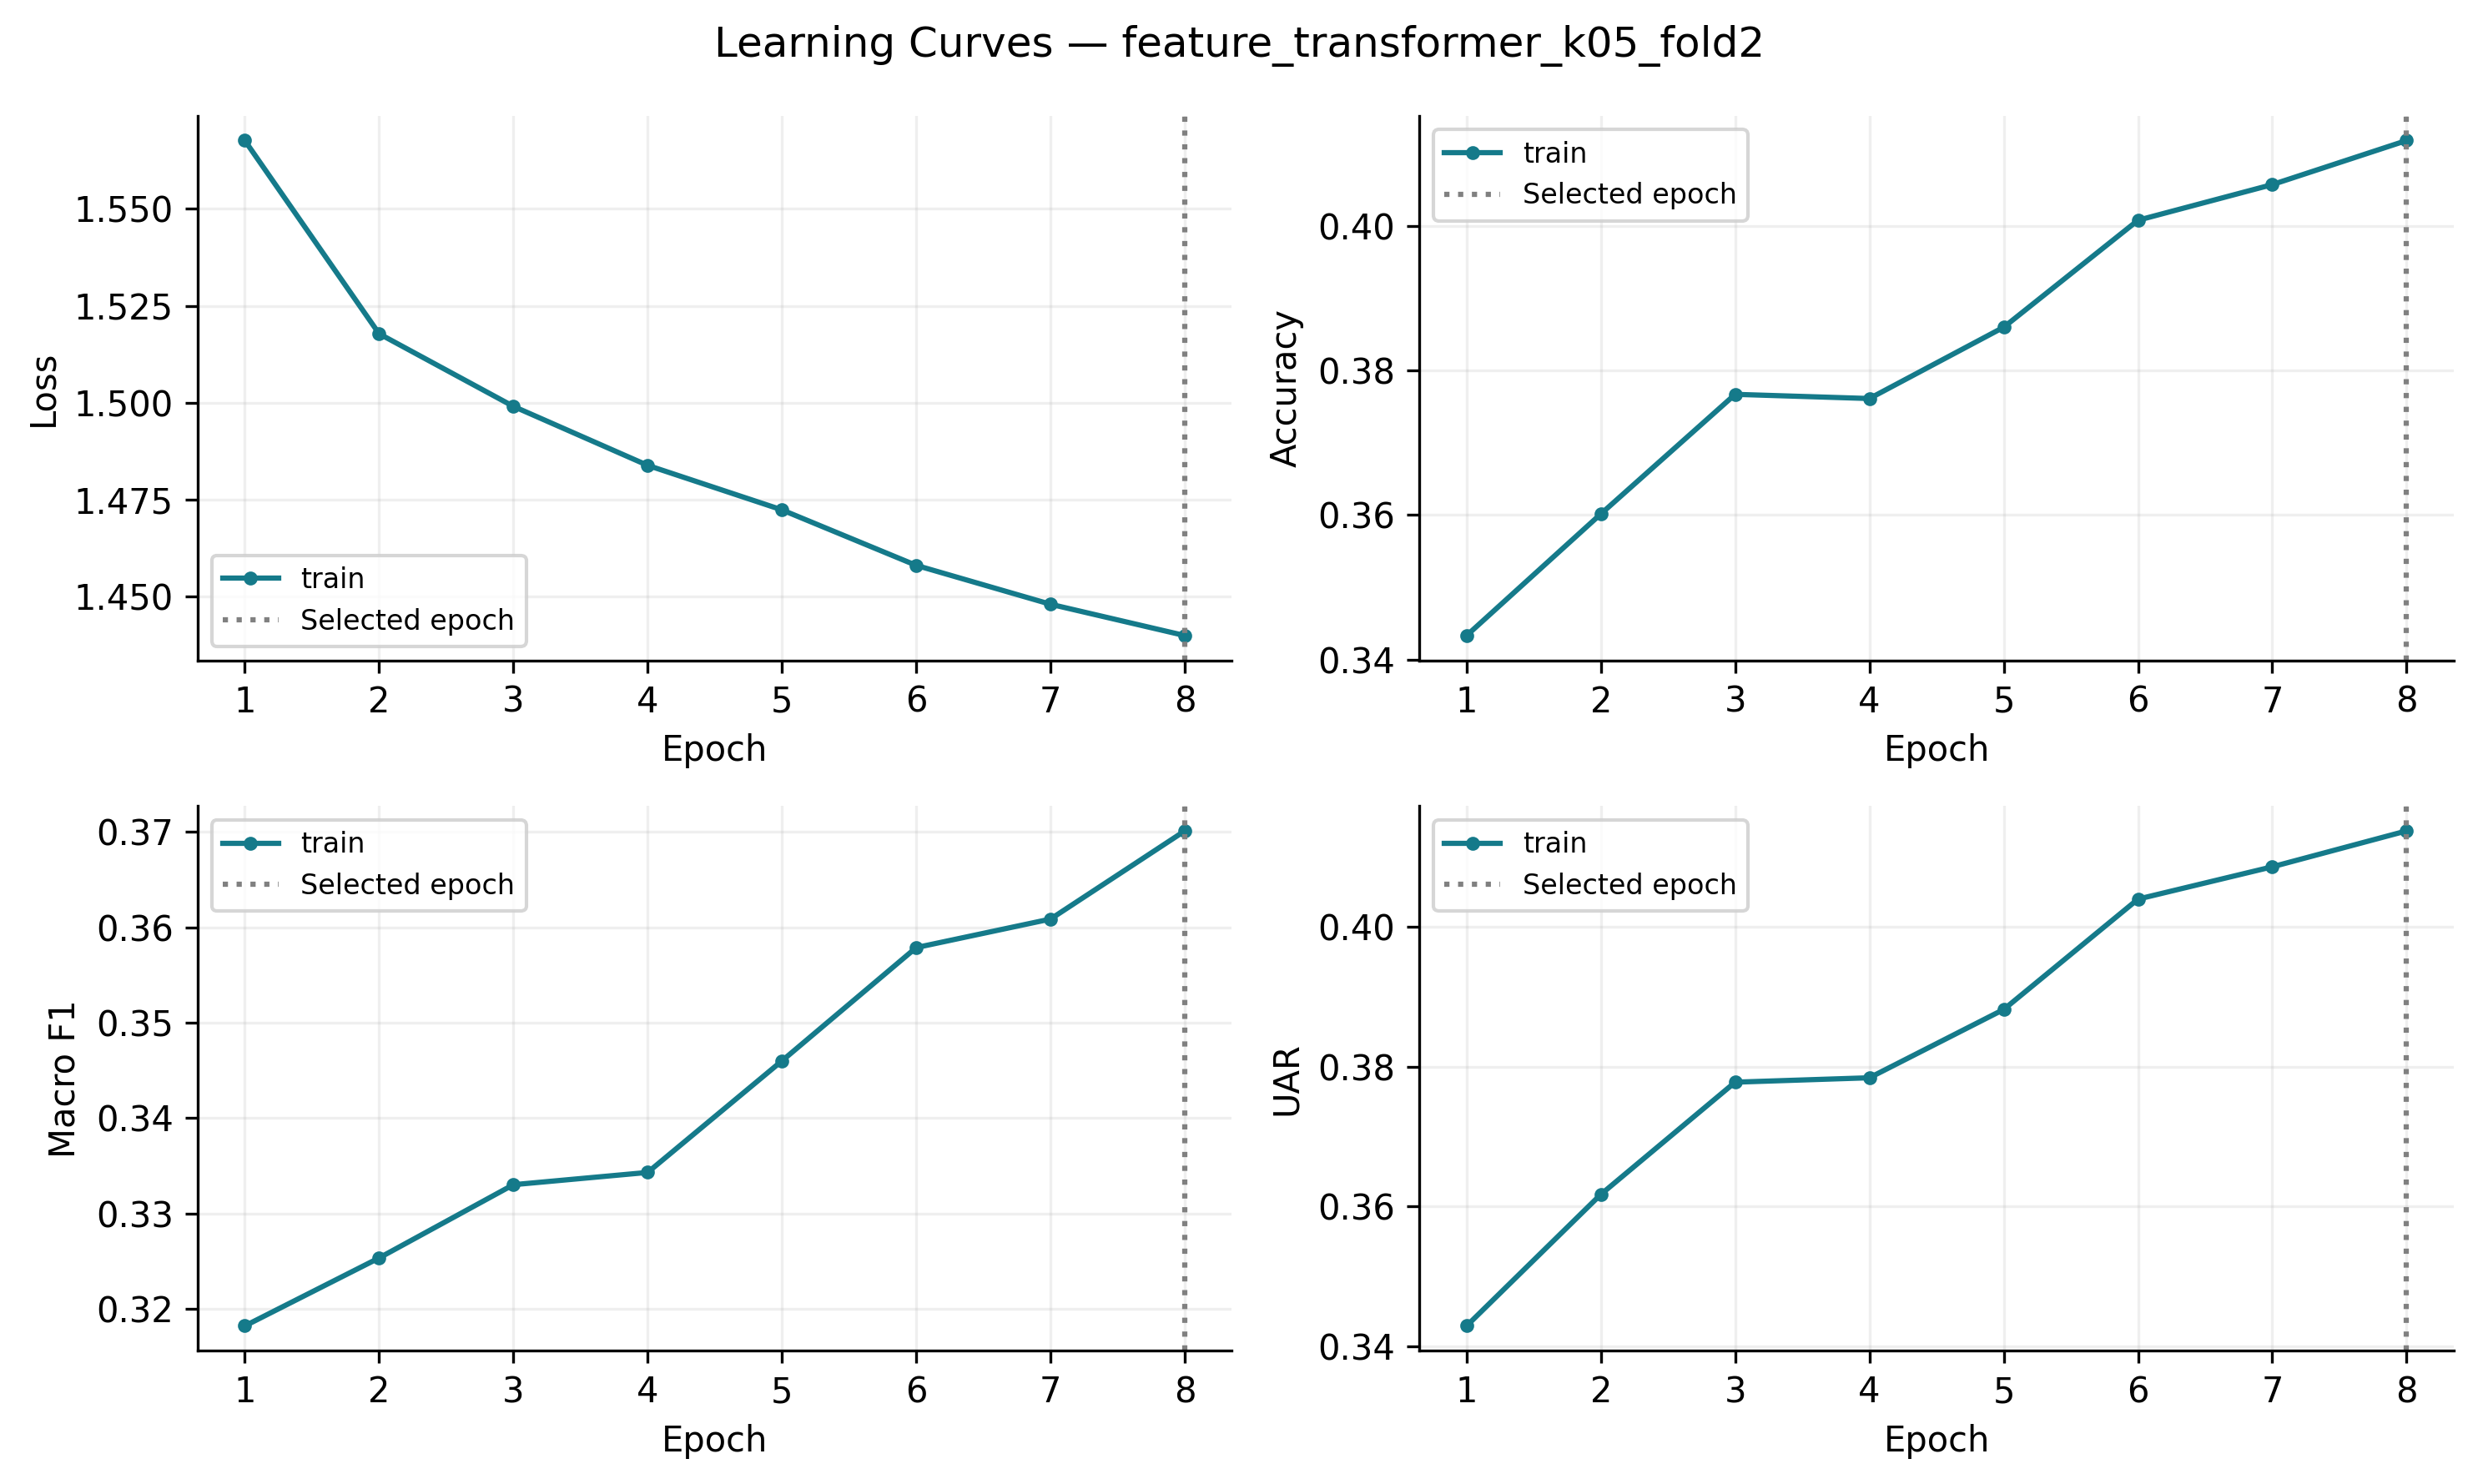 Learning Curves — feature_transformer_k05_fold2
Loss
1.550
1.525
1.500
1.475
1.450
train
Selected epoch
1 2 3 4 5 6 7 8
Epoch
Accuracy
0.40
0.38
0.36
0.34
train
Selected epoch
1 2 3 4 5 6 7 8
Epoch
Macro F1
0.37
0.36
0.35
0.34
0.33
0.32
train
Selected epoch
1 2 3 4 5 6 7 8
Epoch
UAR
0.40
0.38
0.36
0.34
train
Selected epoch
1 2 3 4 5 6 7 8
Epoch